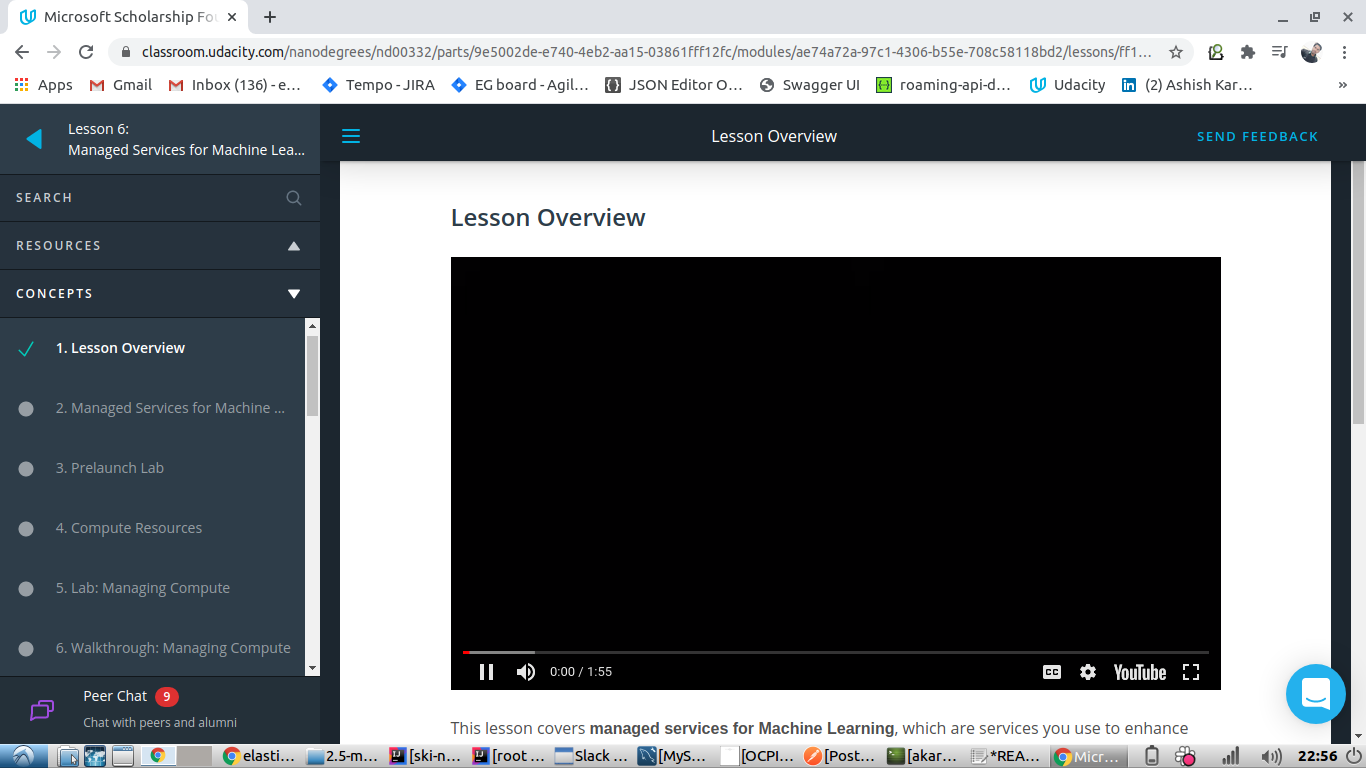 Microsoft Scholarship Fou
classroom.udacity.com/nanodegrees/nd00332/parts/9e5002de-e740-4eb2-aa15-03861fff12fc/modules/ae74a72a-97c1-4306-b55e-708c58118bd2/lessons/ff1...
Apps
Gmail
Inbox (136) - e...
Tempo - JIRA
EG board - Agil...
JSON Editor O...
Swagger UI
roaming-api-d...
Udacity
(2) Ashish Kar...
»
Lesson 6:
Managed Services for Machine Lea...
Lesson Overview
SEND FEEDBACK
SEARCH
RESOURCES
CONCEPTS
1. Lesson Overview
2. Managed Services for Machine ...
3. Prelaunch Lab
4. Compute Resources
5. Lab: Managing Compute
6. Walkthrough: Managing Compute
Peer Chat 9
Chat with peers and alumni
Lesson Overview
0:00 / 1:55
CC
YouTube
This lesson covers managed services for Machine Learning, which are services you use to enhance
elasti...
2.5-m...
[ski-n...
[root ...
Slack ...
[MyS...
[OCPI...
[Post...
[akar...
*REA...
Micr...
22:56